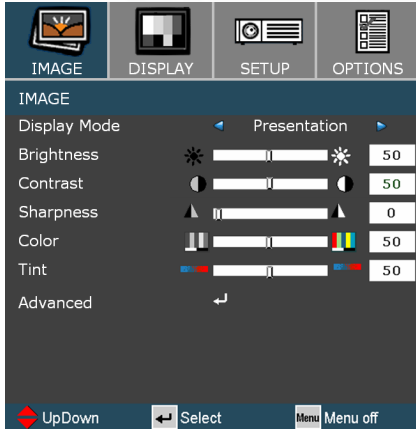 IMAGE DISPLAY SETUP OPTIONS
IMAGE
Display Mode Presentation
Brightness 50
Contrast 50
Sharpness 0
Color 50
Tint 50
Advanced
UpDown Select Menu Menu off